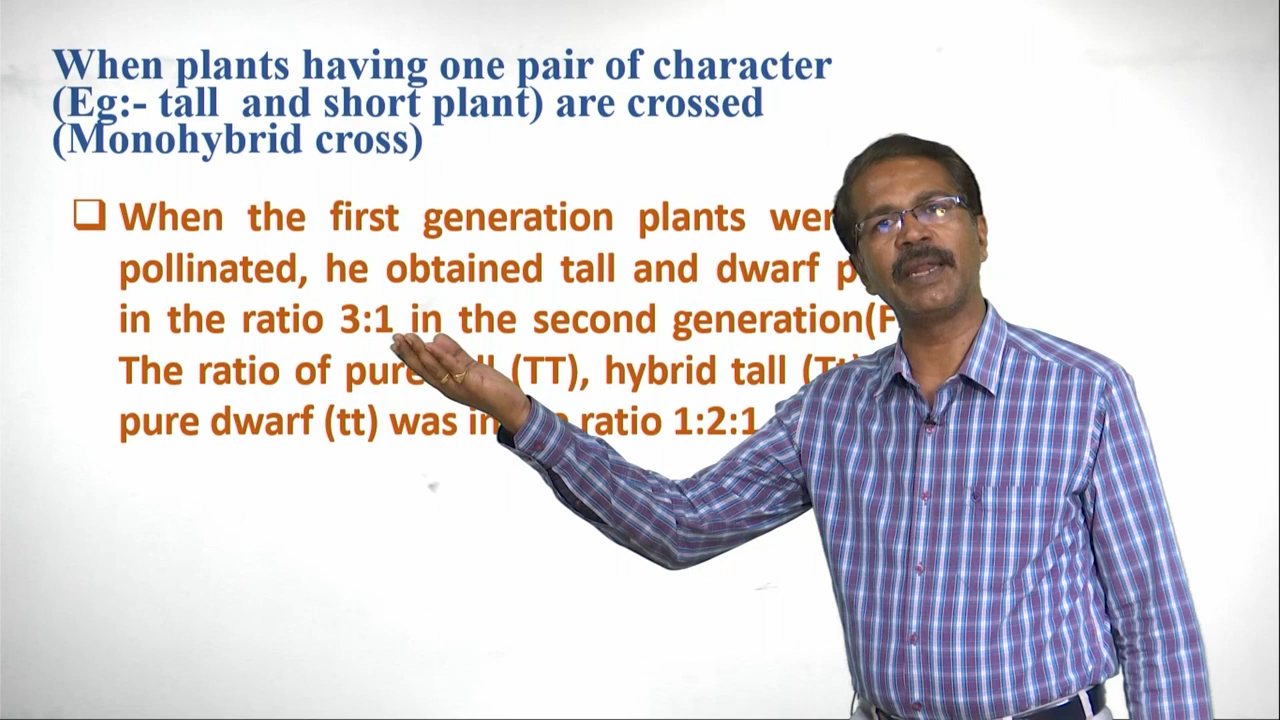 When plants having one pair of character
(Eg:- tall and short plant) are crossed
(Monohybrid cross)
❑ When the first generation plants
pollinated, he obtained tall and dwarf
in the ratio 3:1 in the second generation(F
The ratio of pure (TT), hybrid tall
pure dwarf (tt) was in ratio 1:2:1